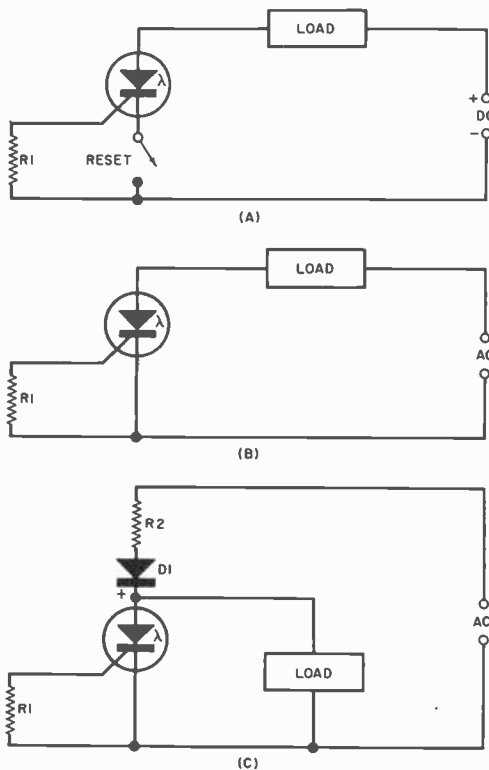 LOAD
λ
+
DC
-
R1
RESET
(A)
LOAD
λ
AC
R1
(B)
R2
D1
+
λ
AC
LOAD
R1
(C)